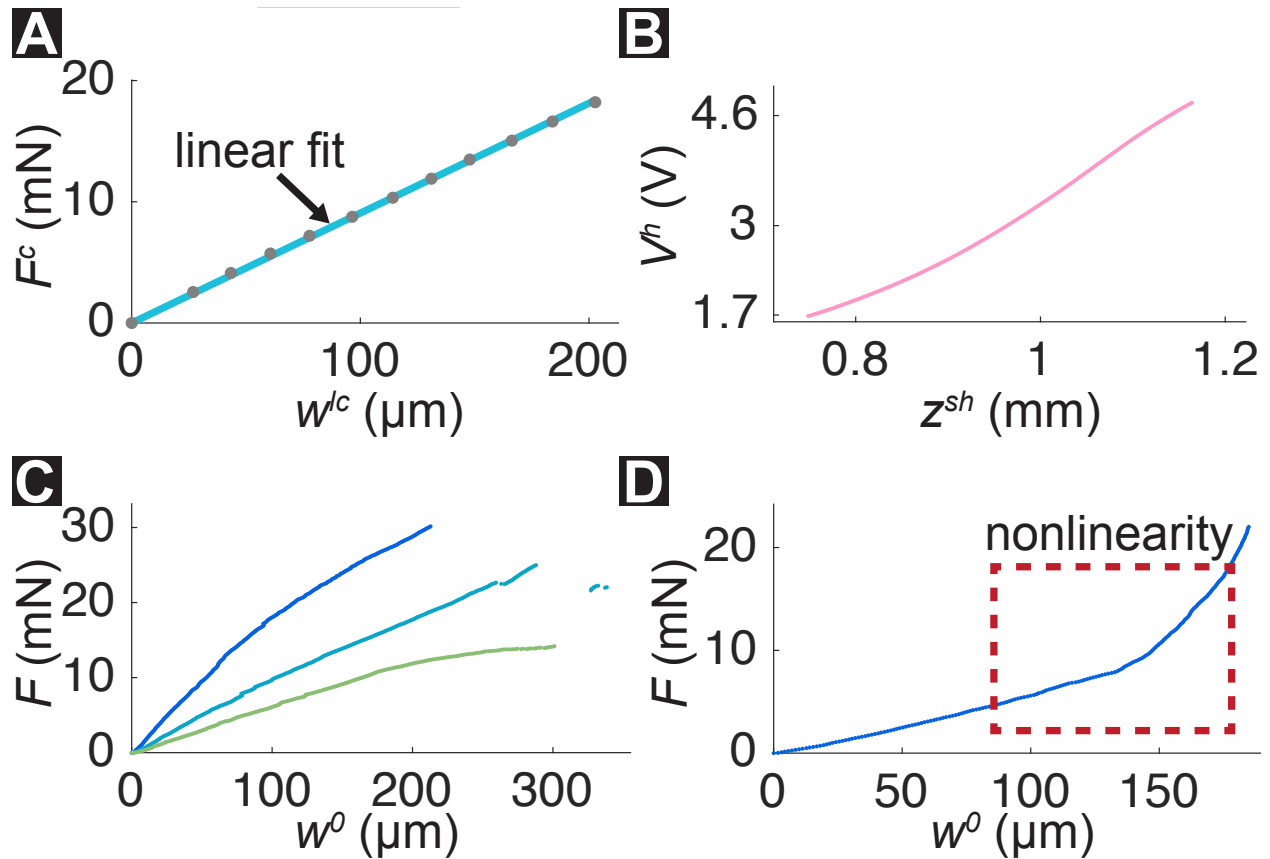 A
20
10
0
F^c (mN)
linear fit
0 100 200
w^lc (µm)
B
4.6
3
1.7
V^h (V)
0.8 1 1.2
z^sh (mm)
C
30
20
10
0
F (mN)
0 100 200 300
w^0 (µm)
D
nonlinearity
20
10
0
F (mN)
0 50 100 150
w^0 (µm)